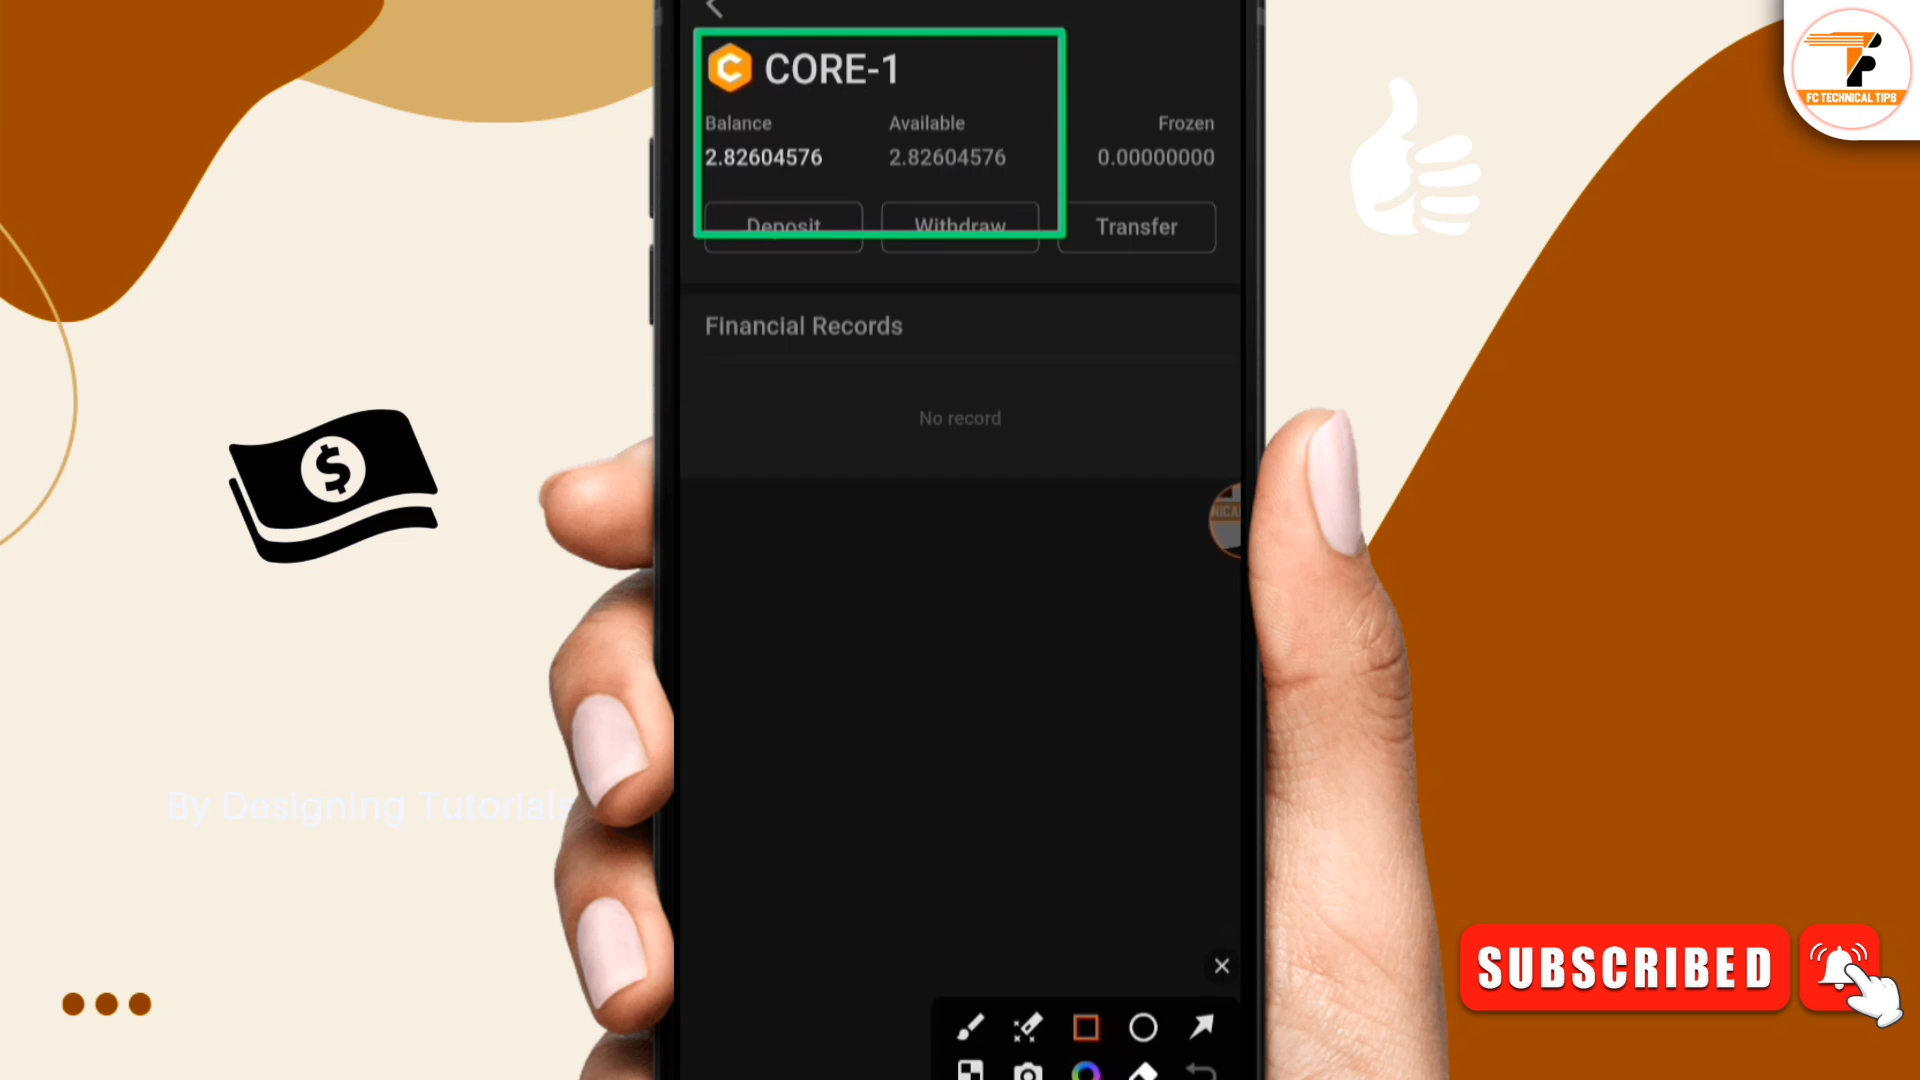 CORE-1
Balance Available Frozen
2.82604576 2.82604576 0.00000000
Deposit Withdraw Transfer
Financial Records
No record
NICA
By Designing Tutorials
FC TECHNICAL TIPS
SUBSCRIBED